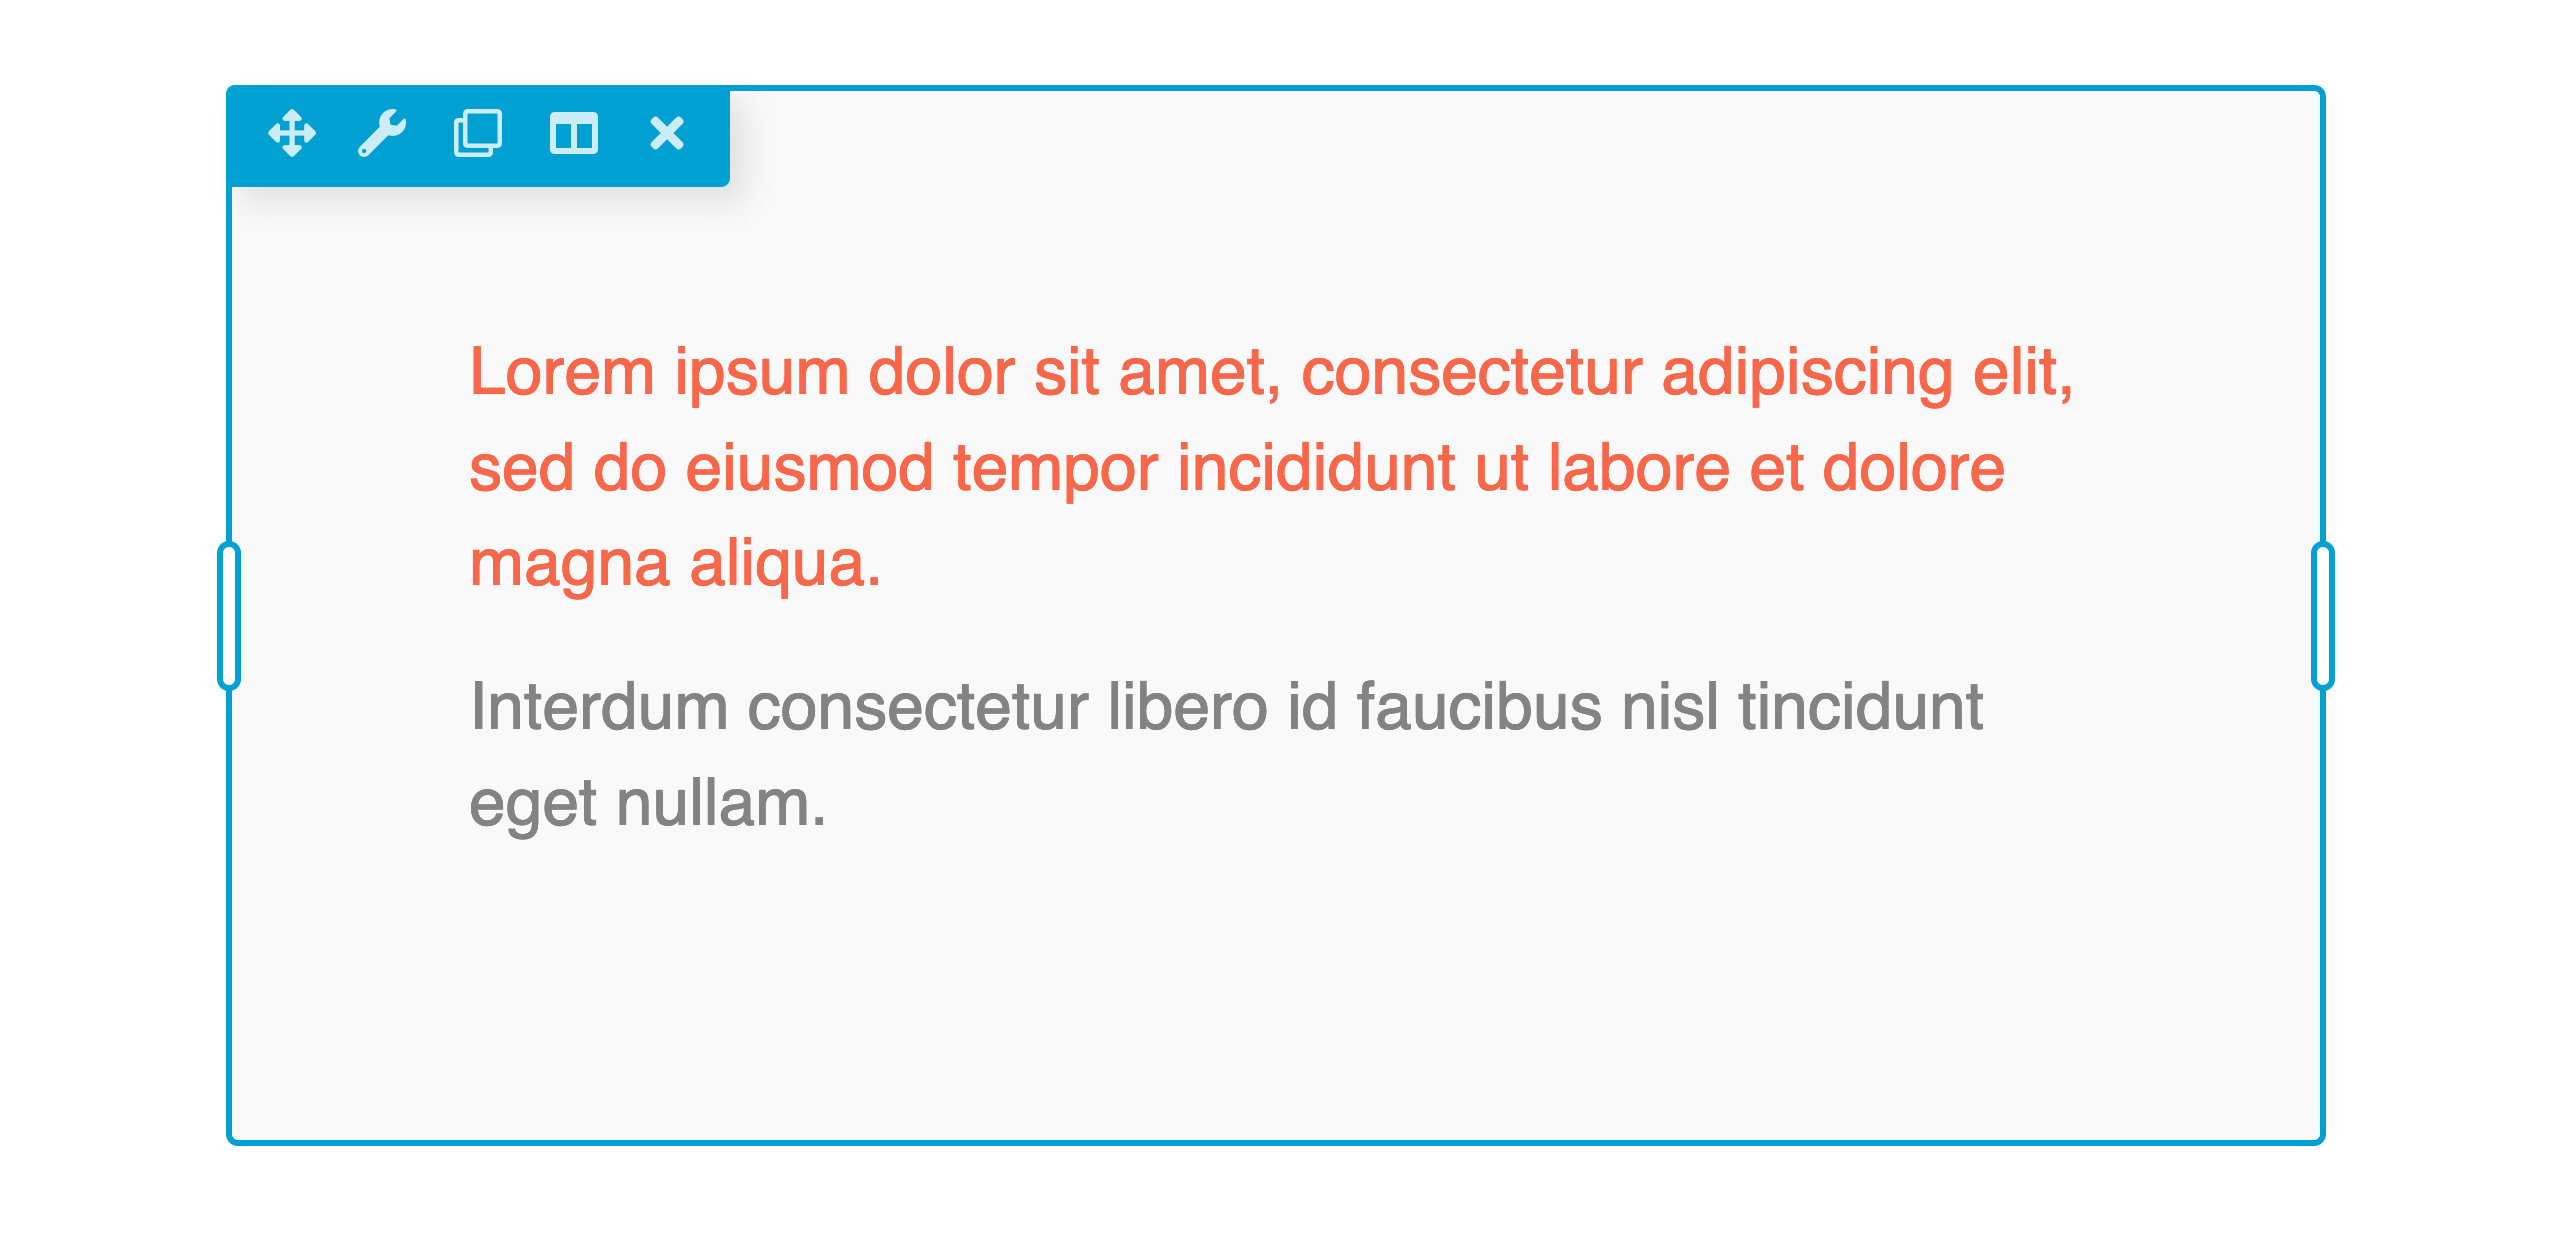 Lorem ipsum dolor sit amet, consectetur adipiscing elit,
sed do eiusmod tempor incididunt ut labore et dolore
magna aliqua.
Interdum consectetur libero id faucibus nisl tincidunt
eget nullam.